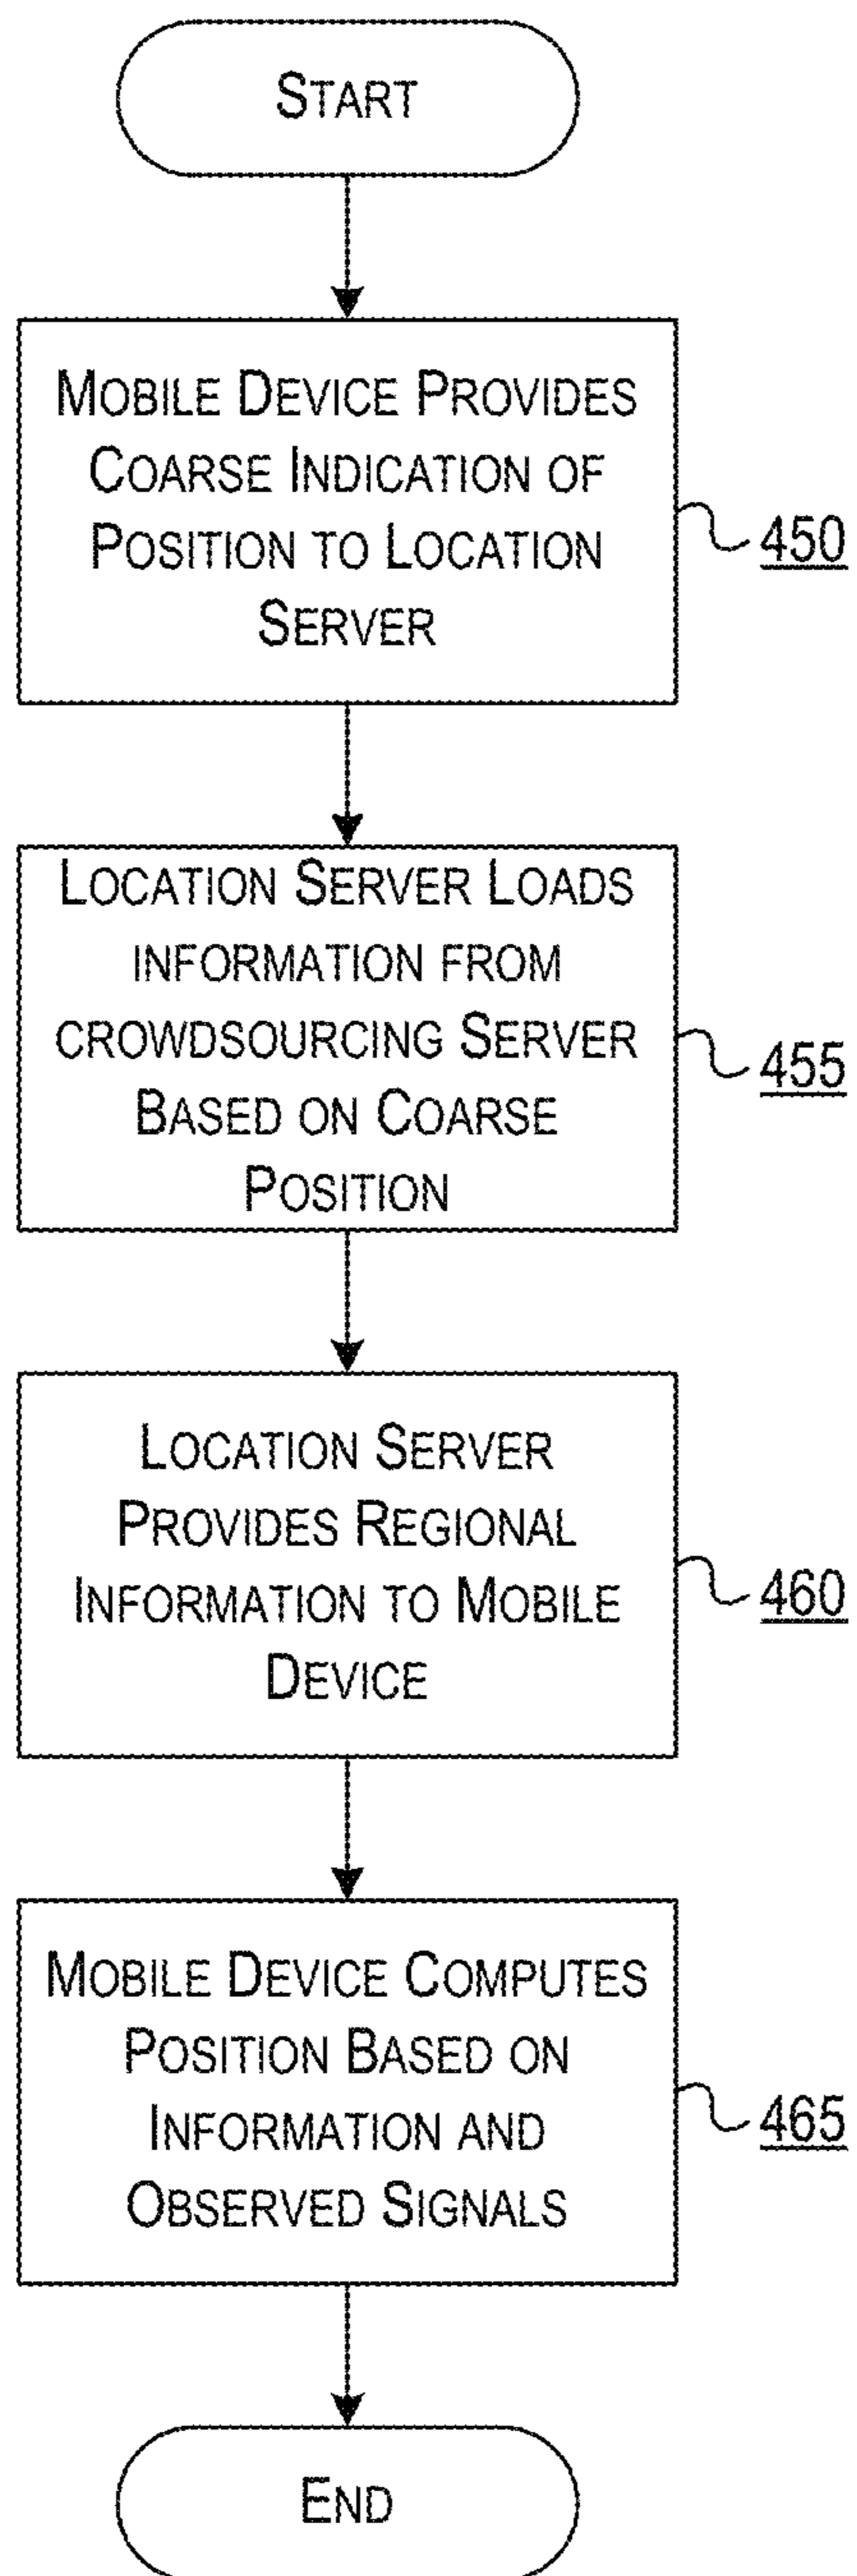 START
MOBILE DEVICE PROVIDES
COARSE INDICATION OF
POSITION TO LOCATION
SERVER
450
LOCATION SERVER LOADS
INFORMATION FROM
CROWDSOURCING SERVER
BASED ON COARSE
POSITION
455
LOCATION SERVER
PROVIDES REGIONAL
INFORMATION TO MOBILE
DEVICE
460
MOBILE DEVICE COMPUTES
POSITION BASED ON
INFORMATION AND
OBSERVED SIGNALS
465
END